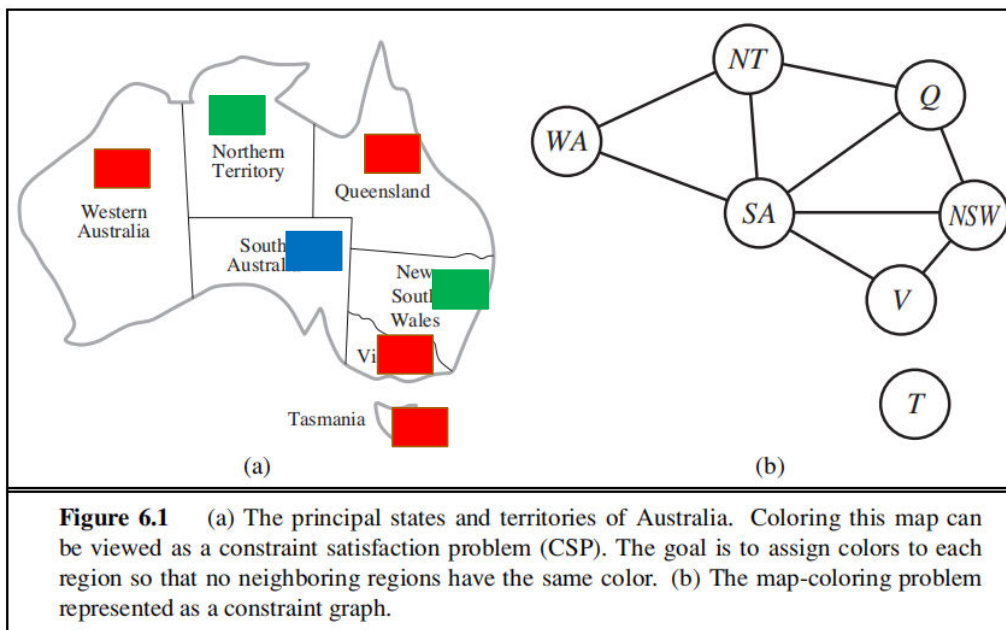 Northern
Territory
Western
Australia
Queensland
South
Australia
New
South
Wales
Vi
Tasmania
(a)
NT
Q
WA
SA
NSW
V
T
(b)
Figure 6.1 (a) The principal states and territories of Australia. Coloring this map can
be viewed as a constraint satisfaction problem (CSP). The goal is to assign colors to each
region so that no neighboring regions have the same color. (b) The map-coloring problem
represented as a constraint graph.